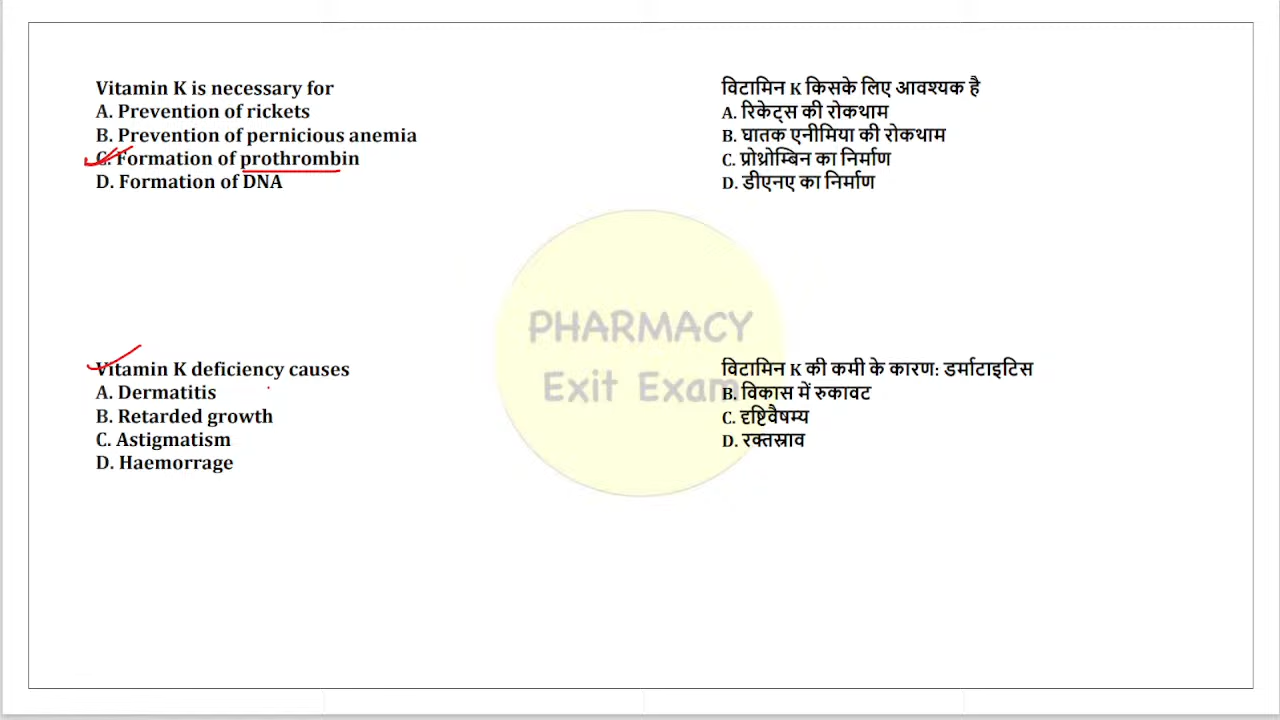 Vitamin K is necessary for
A. Prevention of rickets
B. Prevention of pernicious anemia
C. Formation of prothrombin
D. Formation of DNA
विटामिन K किसके लिए आवश्यक है
A. रिकेट्स की रोकथाम
B. घातक एनीमिया की रोकथाम
C. प्रोथ्रोम्बिन का निर्माण
D. डीएनए का निर्माण
PHARMACY
Exit Exam
Vitamin K deficiency causes
A. Dermatitis
B. Retarded growth
C. Astigmatism
D. Haemorrage
विटामिन K की कमी के कारण: डर्माटाइटिस
B. विकास में रुकावट
C. दृष्टिवैषम्य
D. रक्तस्राव